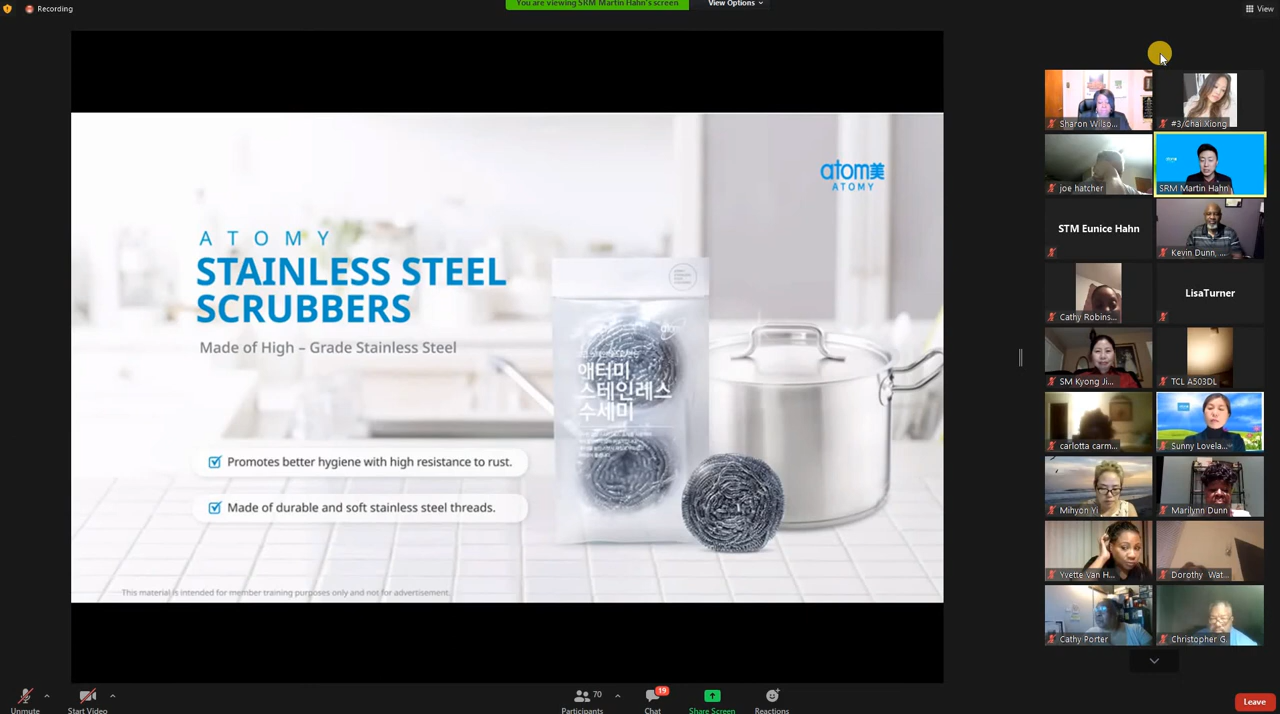 Recording
You are viewing SRM Martin Hahn's screen
View Options
View
atom美
ATOMY
ATOMY
STAINLESS STEEL
SCRUBBERS
Made of High – Grade Stainless Steel
애터미
스테인레스
수세미
Promotes better hygiene with high resistance to rust.
Made of durable and soft stainless steel threads.
This material is intended for member training purposes only and not for advertisement.
Sharon Wilso...
#3/Chai Xiong
joe hatcher
SRM Martin Hahn
STM Eunice Hahn
Kevin Dunn, ...
Cathy Robins...
LisaTurner
SM Kyong Ji...
TCL A503DL
carlotta carm...
Sunny Lovela...
Mihyon Yi
Marilynn Dunn
Yvette Van H...
Dorothy Wat...
Cathy Porter
Christopher G.
Unmute
Start Video
70
Participants
19
Chat
Share Screen
Reactions
Leave